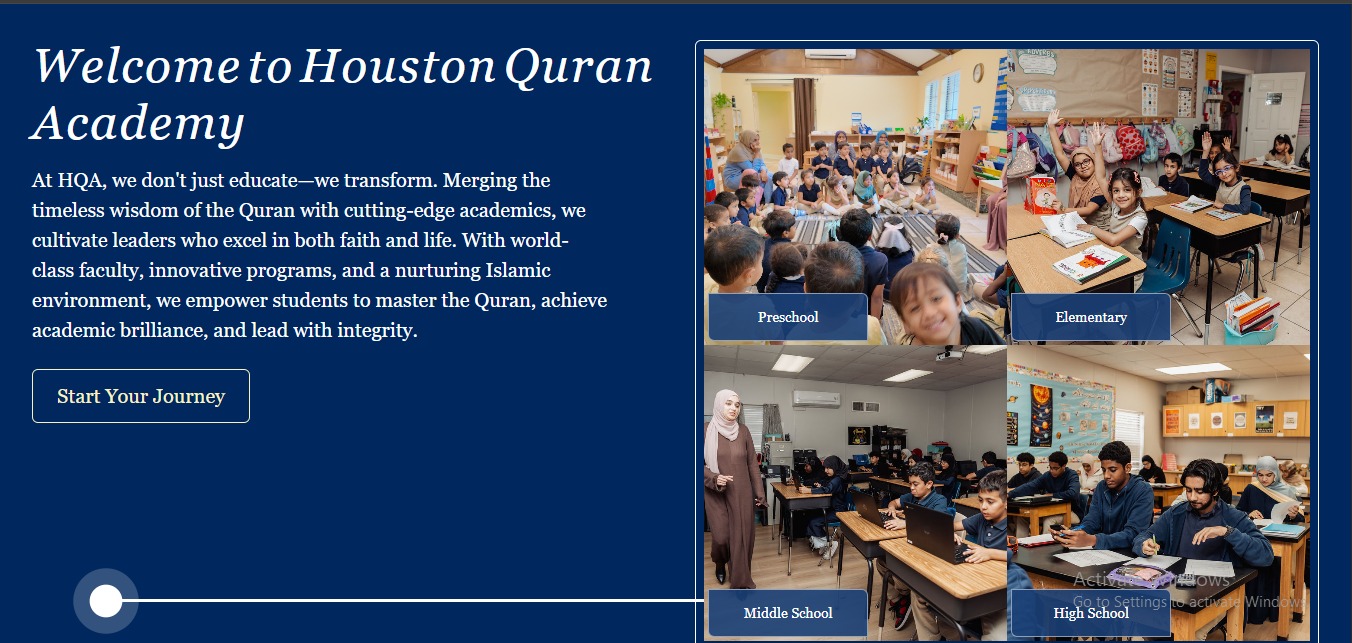 Welcome to Houston Quran
Academy
At HQA, we don't just educate—we transform. Merging the
timeless wisdom of the Quran with cutting-edge academics, we
cultivate leaders who excel in both faith and life. With world-
class faculty, innovative programs, and a nurturing Islamic
environment, we empower students to master the Quran, achieve
academic brilliance, and lead with integrity.
Start Your Journey
Preschool
Elementary
Middle School
High School
Activate Windows
Go to Settings to activate Windows.